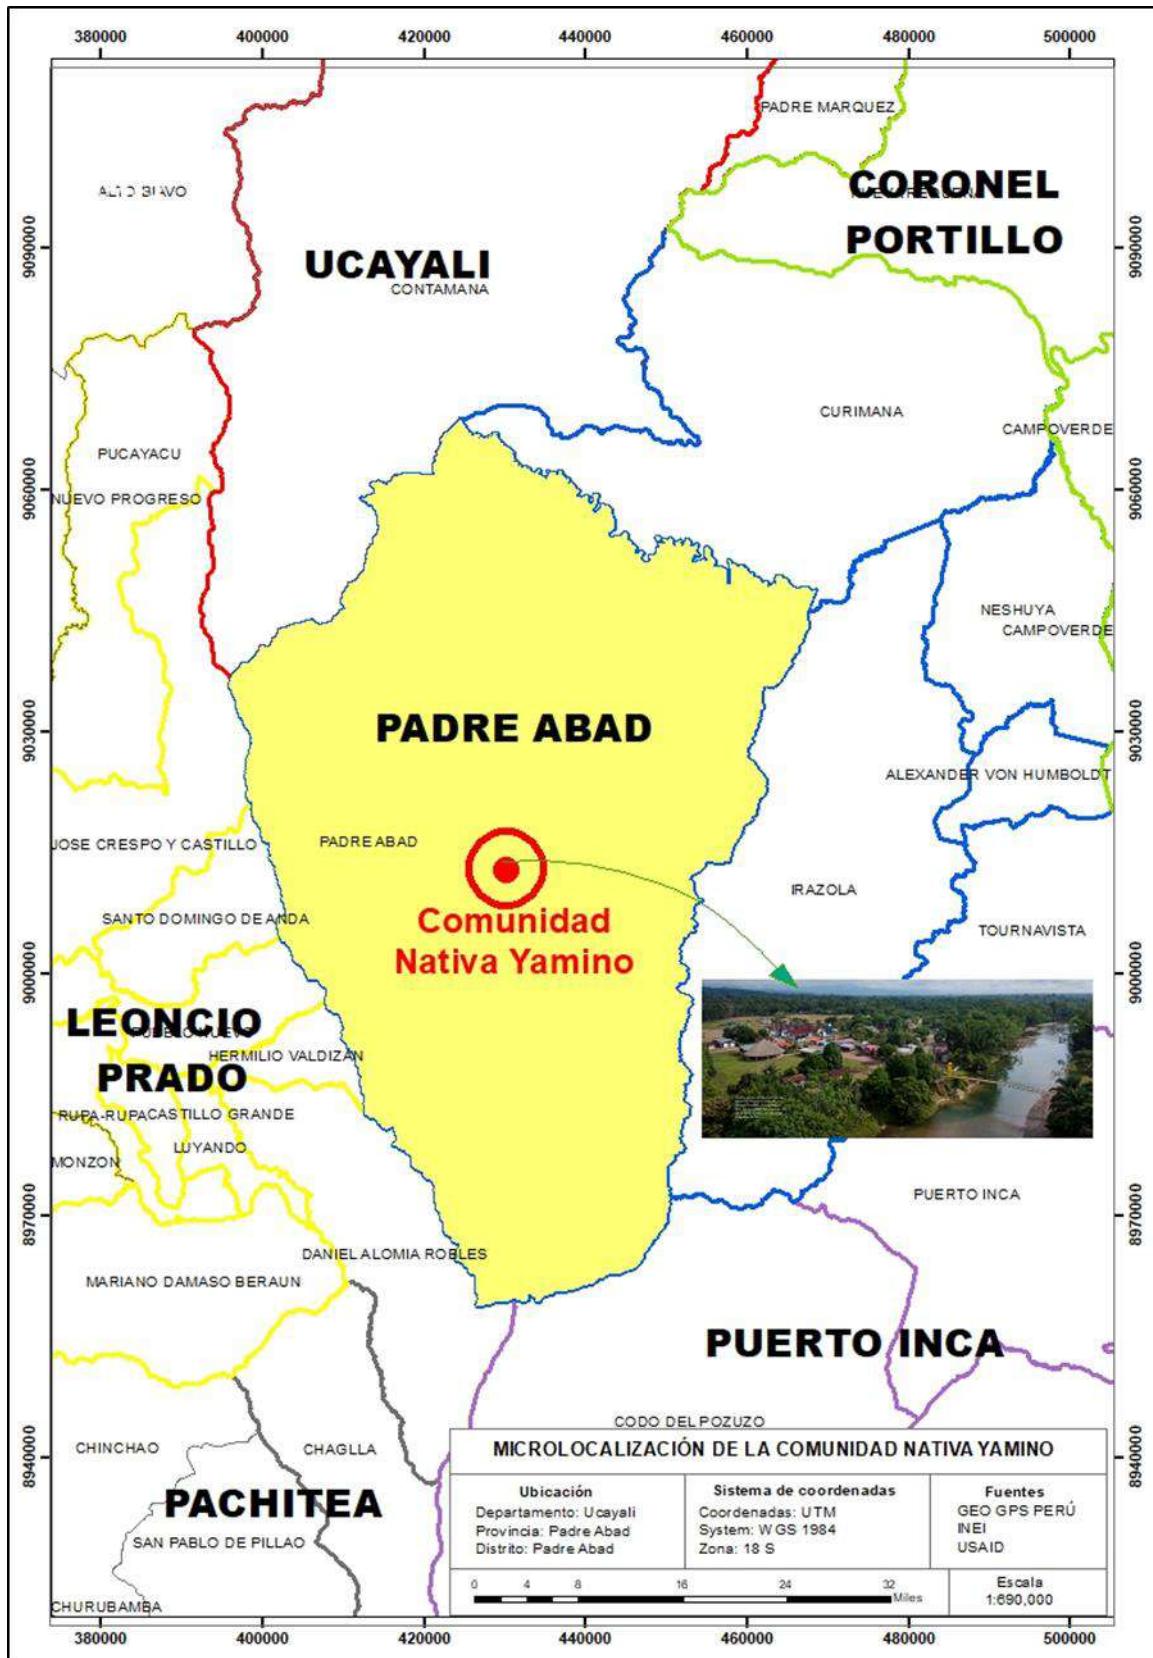 380000 400000 420000 440000 460000 480000 500000
PADRE MARQUEZ
CORONEL
PORTILLO
UCAYALI
CONTAMANA
9090000 9090000
CURIMANA
CAMPOVERDE
PUCAYACU
NUEVO PROGRESO
9060000 9060000
NESHUYA
CAMPOVERDE
PADRE ABAD
9030000 9030000
ALEXANDER VON HUMBOLDT
JOSE CRESPO Y CASTILLO
PADRE ABAD
IRAZOLA
SANTO DOMINGO DE ANDA
Comunidad
Nativa Yamino
TOURNAVISTA
9000000 9000000
LEONCIO
PRADO
HERMILIO VALDIZAN
RUPA-RUPA
CASTILLO GRANDE
LUYANDO
MONZON
PUERTO INCA
8970000 8970000
DANIEL ALOMIA ROBLES
MARIANO DAMASO BERAUN
PUERTO INCA
CODO DEL POZUZO
CHINCHAO
CHAGLLA
8940000 8940000
PACHITEA
SAN PABLO DE PILLAO
CHURUBAMBA
MICROLOCALIZACIÓN DE LA COMUNIDAD NATIVA YAMINO
Ubicación
Departamento: Ucayali
Provincia: Padre Abad
Distrito: Padre Abad
Sistema de coordenadas
Coordenadas: UTM
System: WGS 1984
Zona: 18 S
Fuentes
GEO GPS PERÚ
INEI
USAID
0 4 8 16 24 32
Miles
Escala
1:690,000
380000 400000 420000 440000 460000 480000 500000